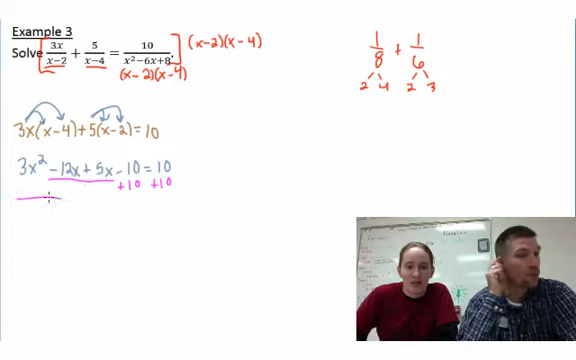 Example 3
Solve [3x/(x−2) + 5/(x−4) = 10/(x²−6x+8).] (x−2)(x−4)
(x−2)(x−4)
3x(x−4)+5(x−2)=10
3x² −12x+5x−10=10
+10 +10
1/8 + 1/6
2 4 2 3